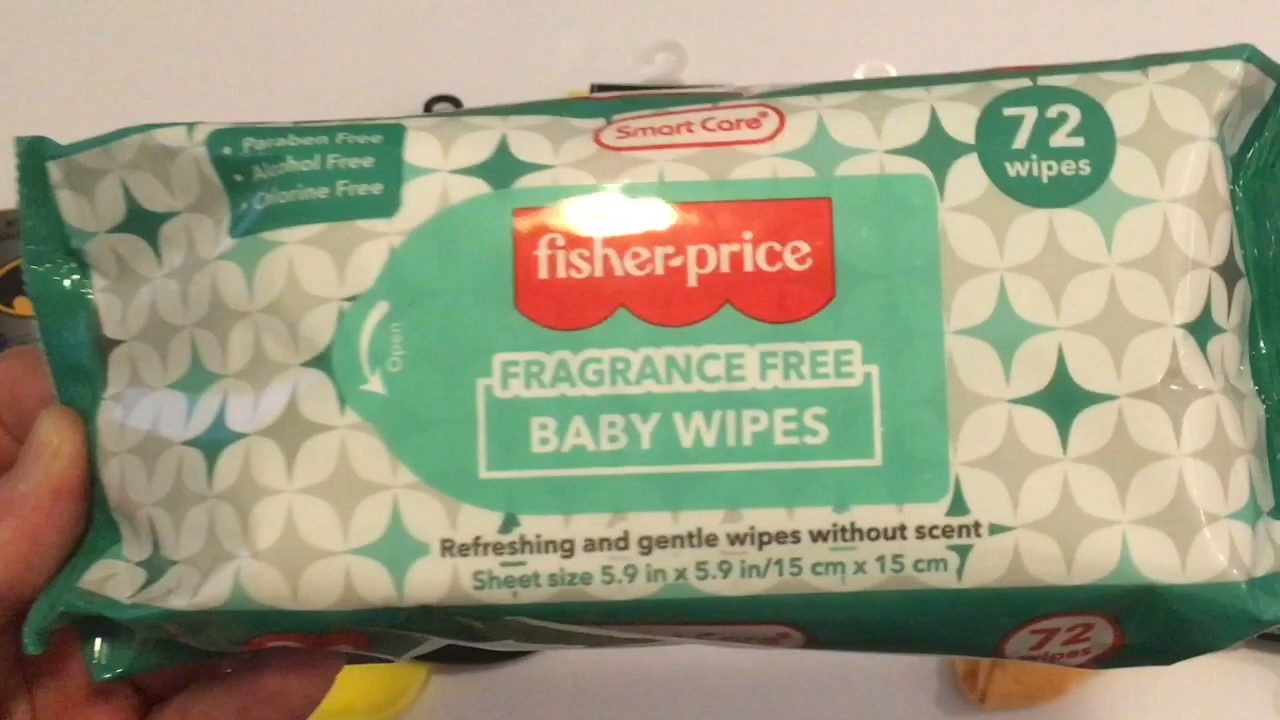 Smart Care®
72
wipes
• Paraben Free
• Alcohol Free
• Chlorine Free
fisher-price
Open
FRAGRANCE FREE
BABY WIPES
Refreshing and gentle wipes without scent
Sheet size 5.9 in x 5.9 in/15 cm x 15 cm
72
wipes